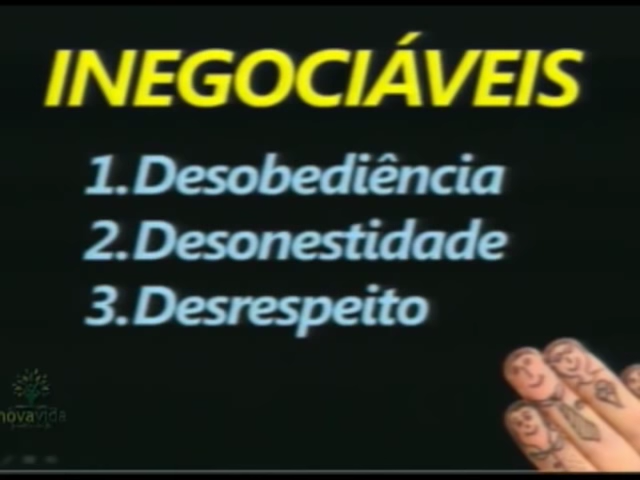 INEGOCIÁVEIS
1.Desobediência
2.Desonestidade
3.Desrespeito
novavida